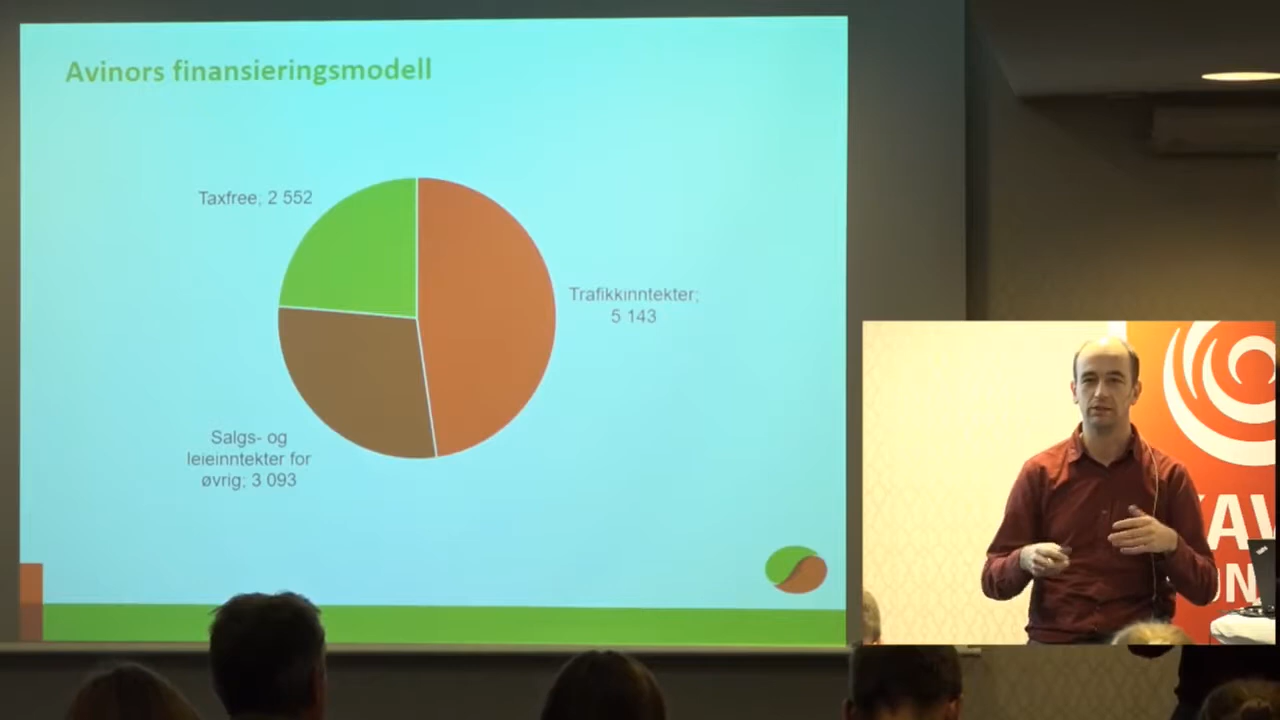 Avinors finansieringsmodell
Taxfree; 2 552
Trafikkinntekter;
5 143
Salgs- og
leieinntekter for
øvrig; 3 093